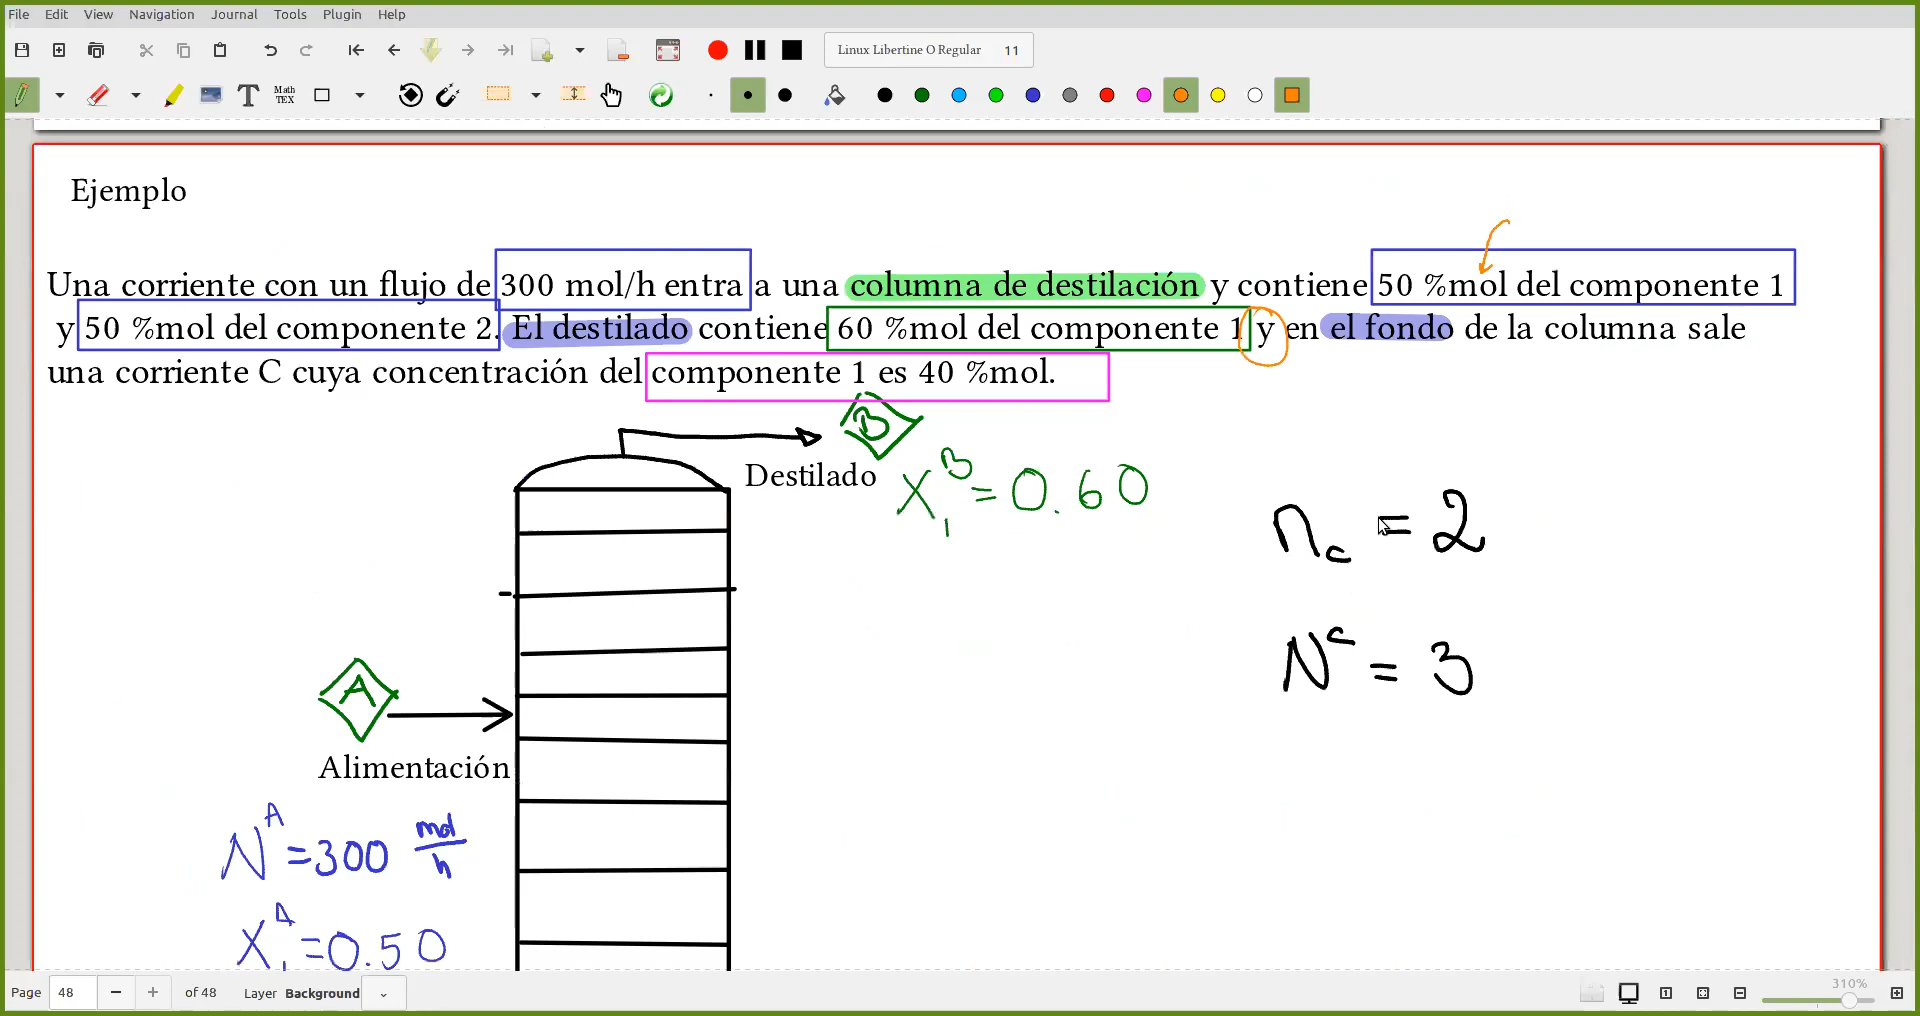 File Edit View Navigation Journal Tools Plugin Help
Linux Libertine O Regular 11
T Math TEX
Ejemplo
Una corriente con un flujo de 300 mol/h entra a una columna de destilación y contiene 50 %mol del componente 1
y 50 %mol del componente 2. El destilado contiene 60 %mol del componente 1 y en el fondo de la columna sale
una corriente C cuya concentración del componente 1 es 40 %mol.
B
Destilado
X₁ᴮ = 0.60
n_c = 2
N^c = 3
A
Alimentación
N^A = 300 mol/h
X₁^A = 0.50
Page 48 of 48 Layer Background 310%